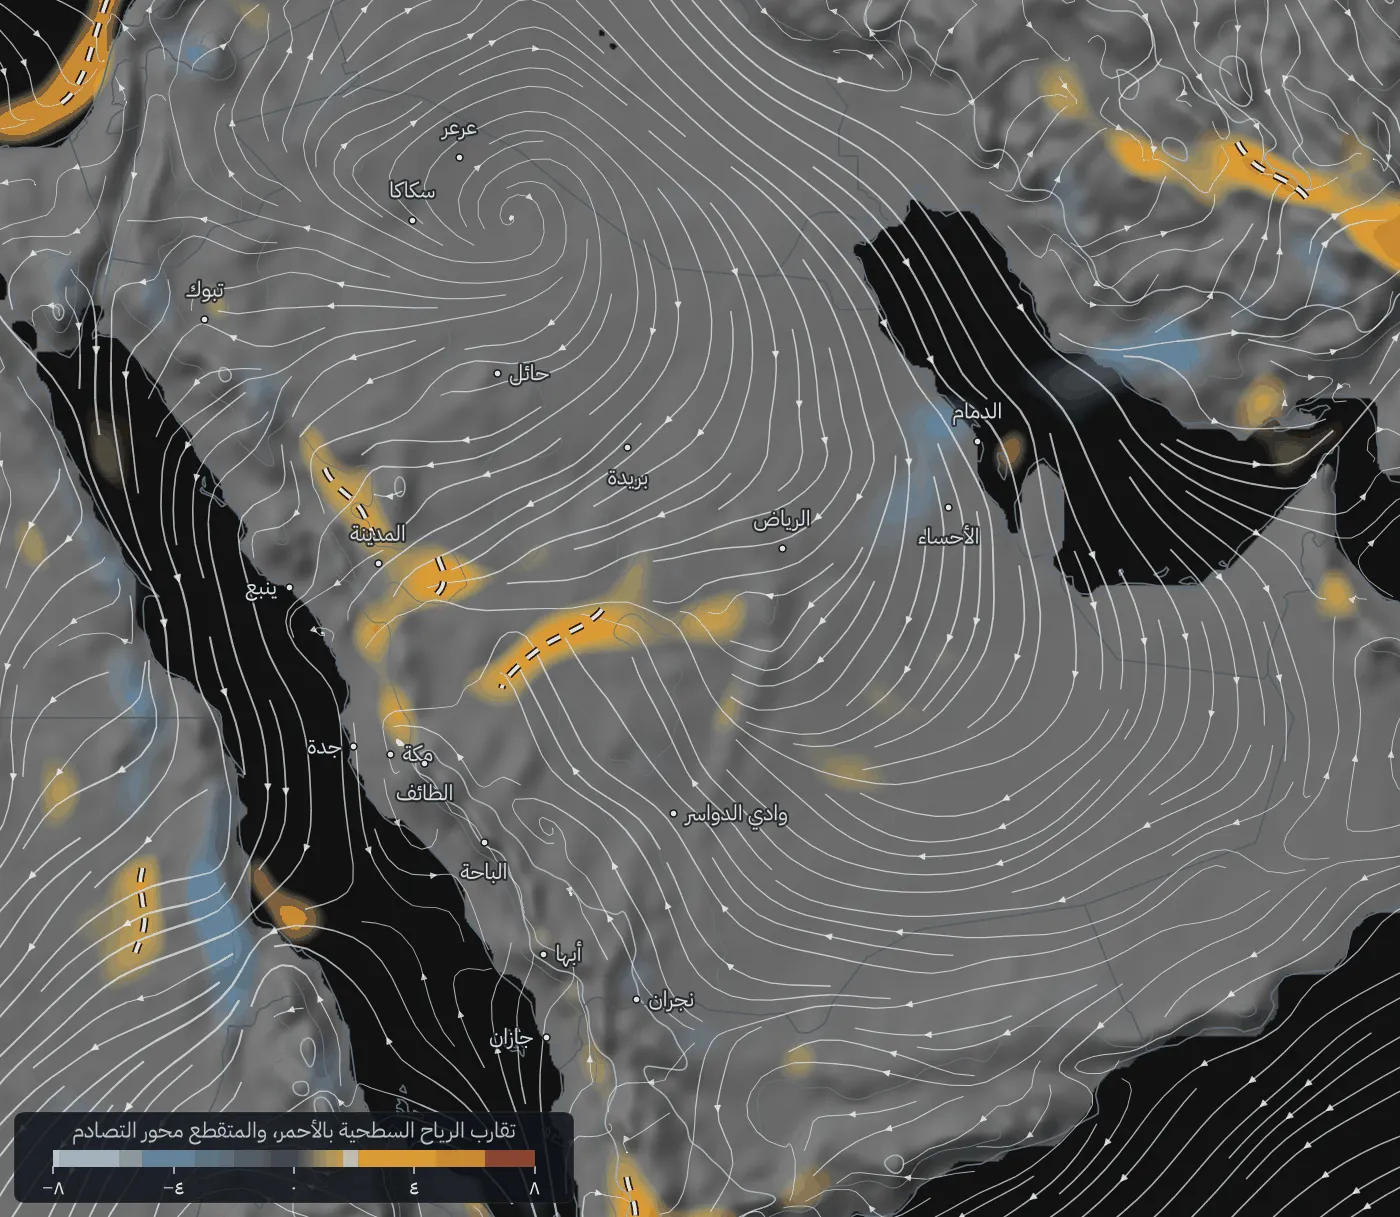 عرعر
سكاكا
تبوك
حائل
الدمام
بريدة
الرياض
المدينة
الأحساء
ينبع
جدة
مكة
الطائف
وادي الدواسر
الباحة
أبها
نجران
جازان
تقارب الرياح السطحية بالأحمر، والمتقطع محور التصادم
−٨ −٤ ٠ ٤ ٨